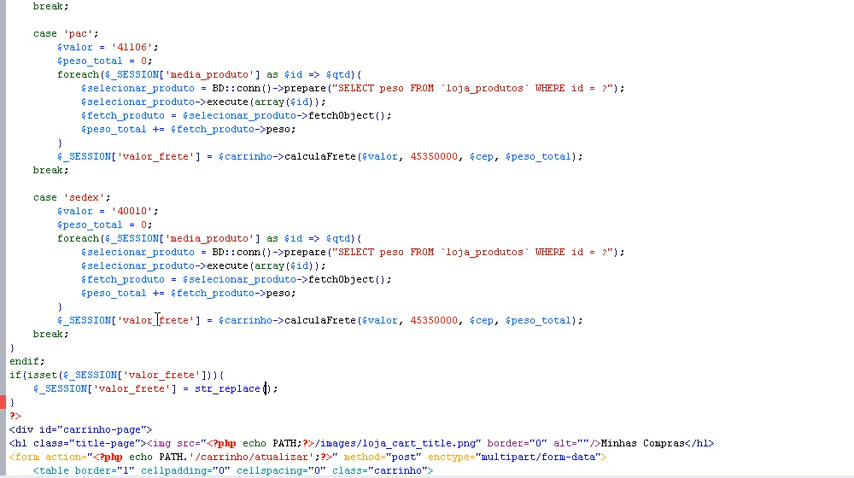 break;
case 'pac';
$valor = '41106';
$peso_total = 0;
foreach($_SESSION['media_produto'] as $id => $qtd){
$selecionar_produto = BD::conn()->prepare("SELECT peso FROM `loja_produtos` WHERE id = ?");
$selecionar_produto->execute(array($id));
$fetch_produto = $selecionar_produto->fetchObject();
$peso_total += $fetch_produto->peso;
}
$_SESSION['valor_frete'] = $carrinho->calculaFrete($valor, 45350000, $cep, $peso_total);
break;
case 'sedex';
$valor = '40010';
$peso_total = 0;
foreach($_SESSION['media_produto'] as $id => $qtd){
$selecionar_produto = BD::conn()->prepare("SELECT peso FROM `loja_produtos` WHERE id = ?");
$selecionar_produto->execute(array($id));
$fetch_produto = $selecionar_produto->fetchObject();
$peso_total += $fetch_produto->peso;
}
$_SESSION['valor_frete'] = $carrinho->calculaFrete($valor, 45350000, $cep, $peso_total);
break;
}
endif;
if(isset($_SESSION['valor_frete'])){
$_SESSION['valor_frete'] = str_replace();
}
?>
<div id="carrinho-page">
<h1 class="title-page"><img src="<?php echo PATH;?>/images/loja_cart_title.png" border="0" alt=""/>Minhas Compras</h1>
<form action="<?php echo PATH.'/carrinho/atualizar';?>" method="post" enctype="multipart/form-data">
<table border="1" cellpadding="0" cellspacing="0" class="carrinho">